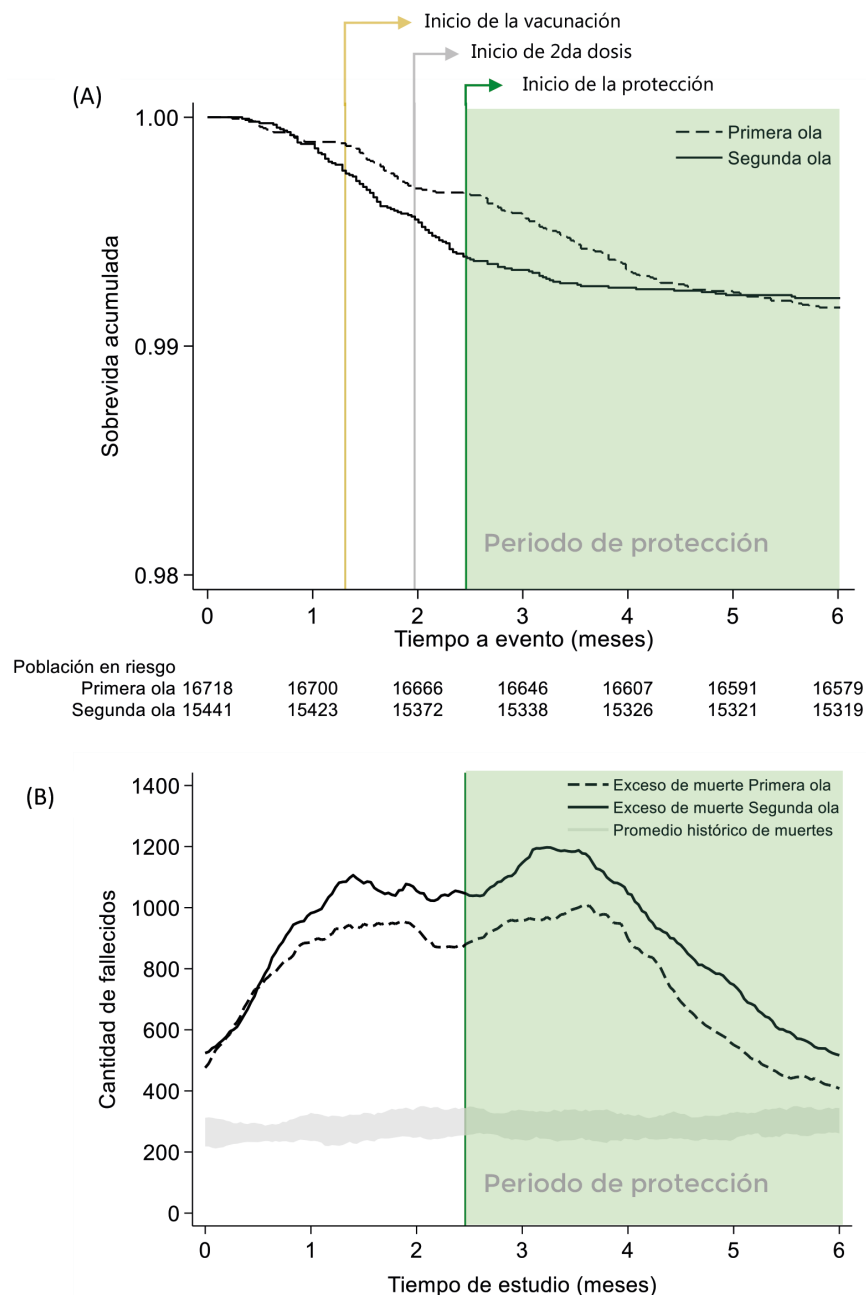 Inicio de la vacunación
Inicio de 2da dosis
Inicio de la protección
(A)
1.00
0.99
0.98
Sobrevida acumulada
Primera ola
Segunda ola
Periodo de protección
0 1 2 3 4 5 6
Tiempo a evento (meses)
Población en riesgo
Primera ola 16718 16700 16666 16646 16607 16591 16579
Segunda ola 15441 15423 15372 15338 15326 15321 15319
(B)
1400
1200
1000
800
600
400
200
0
Cantidad de fallecidos
Exceso de muerte Primera ola
Exceso de muerte Segunda ola
Promedio histórico de muertes
Periodo de protección
0 1 2 3 4 5 6
Tiempo de estudio (meses)